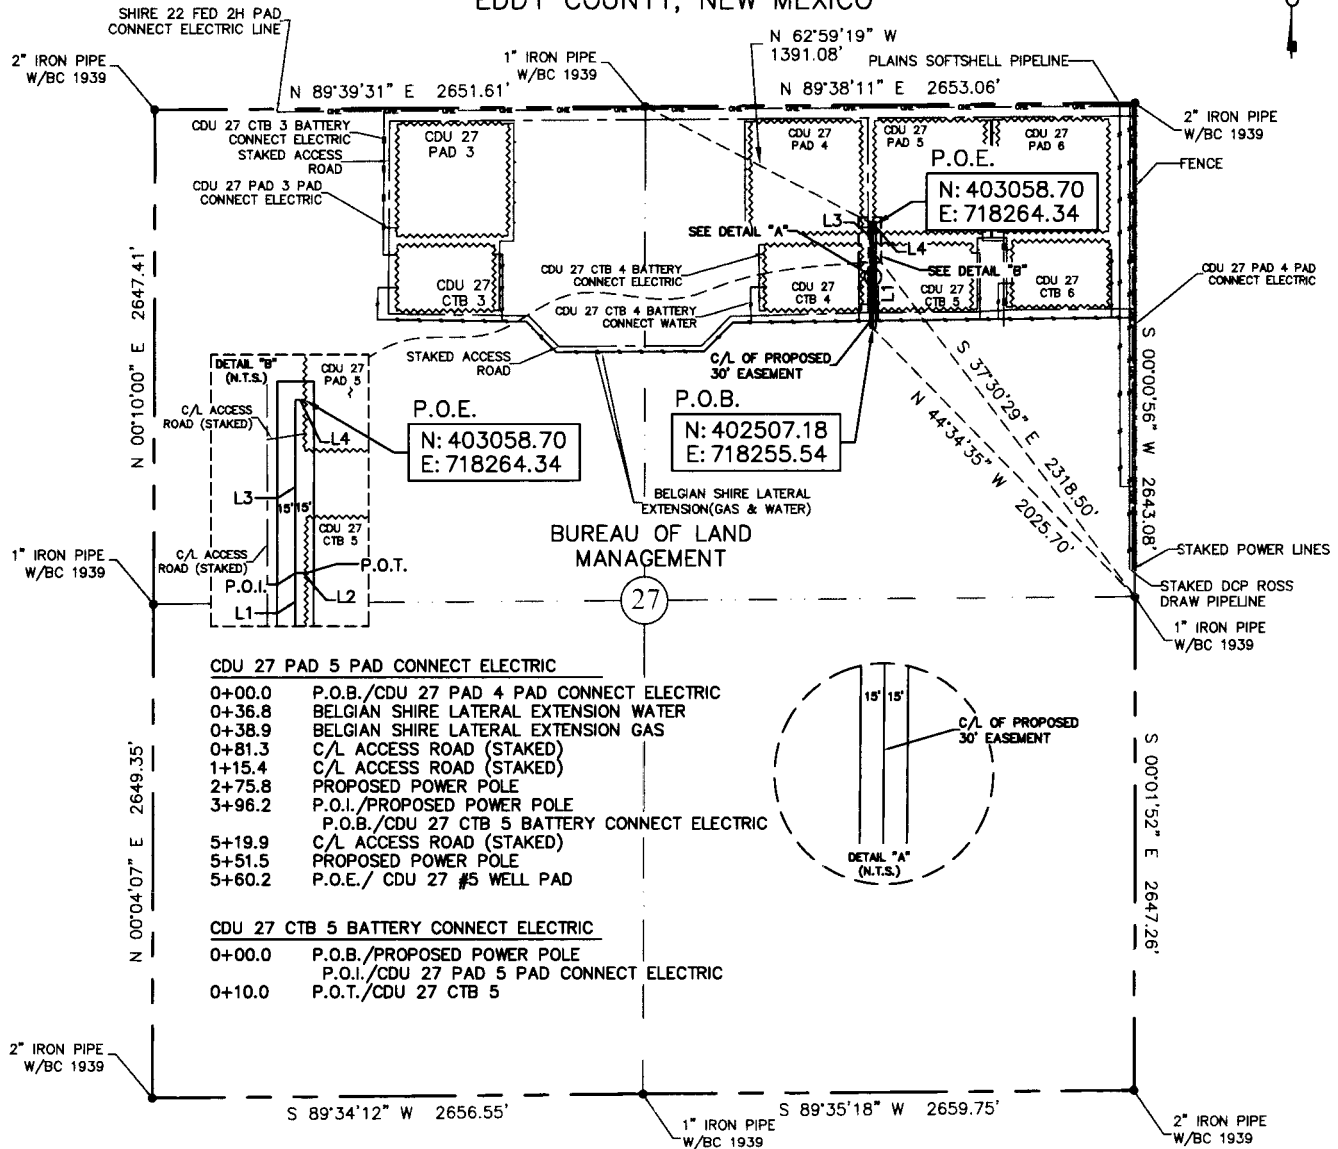 EDDY COUNTY, NEW MEXICO
SHIRE 22 FED 2H PAD
CONNECT ELECTRIC LINE
2" IRON PIPE
W/BC 1939
1" IRON PIPE
W/BC 1939
N 62°59'19" W
1391.08'
PLAINS SOFTSHELL PIPELINE
N 89°39'31" E 2651.61'
N 89°38'11" E 2653.06'
2" IRON PIPE
W/BC 1939
FENCE
CDU 27 CTB 3 BATTERY
CONNECT ELECTRIC
STAKED ACCESS
ROAD
CDU 27 PAD 3 PAD
CONNECT ELECTRIC
CDU 27
PAD 3
CDU 27
PAD 4
CDU 27
PAD 5
CDU 27
PAD 6
P.O.E.
N: 403058.70
E: 718264.34
L3
L4
SEE DETAIL "A"
SEE DETAIL "B"
CDU 27 CTB 4 BATTERY
CONNECT ELECTRIC
CDU 27 CTB 4 BATTERY
CONNECT WATER
CDU 27
CTB 3
CDU 27
CTB 4
L1
CDU 27
CTB 5
CDU 27
CTB 6
CDU 27 PAD 4 PAD
CONNECT ELECTRIC
N 00°10'00" E 2647.41'
STAKED ACCESS
ROAD
C/L OF PROPOSED
30' EASEMENT
S 37°30'29" E 2318.50'
N 44°34'35" W 2025.70'
S 00°00'56" W 2643.08'
DETAIL "B"
(N.T.S.)
CDU 27
PAD 5
C/L ACCESS
ROAD (STAKED)
L4
L3
15' 15'
CDU 27
CTB 5
C/L ACCESS
ROAD (STAKED)
P.O.I.
P.O.T.
L2
L1
P.O.E.
N: 403058.70
E: 718264.34
P.O.B.
N: 402507.18
E: 718255.54
BELGIAN SHIRE LATERAL
EXTENSION(GAS & WATER)
BUREAU OF LAND
MANAGEMENT
27
1" IRON PIPE
W/BC 1939
STAKED POWER LINES
STAKED DCP ROSS
DRAW PIPELINE
1" IRON PIPE
W/BC 1939
CDU 27 PAD 5 PAD CONNECT ELECTRIC
0+00.0 P.O.B./CDU 27 PAD 4 PAD CONNECT ELECTRIC
0+36.8 BELGIAN SHIRE LATERAL EXTENSION WATER
0+38.9 BELGIAN SHIRE LATERAL EXTENSION GAS
0+81.3 C/L ACCESS ROAD (STAKED)
1+15.4 C/L ACCESS ROAD (STAKED)
2+75.8 PROPOSED POWER POLE
3+96.2 P.O.I./PROPOSED POWER POLE
P.O.B./CDU 27 CTB 5 BATTERY CONNECT ELECTRIC
5+19.9 C/L ACCESS ROAD (STAKED)
5+51.5 PROPOSED POWER POLE
5+60.2 P.O.E./ CDU 27 #5 WELL PAD
CDU 27 CTB 5 BATTERY CONNECT ELECTRIC
0+00.0 P.O.B./PROPOSED POWER POLE
P.O.I./CDU 27 PAD 5 PAD CONNECT ELECTRIC
0+10.0 P.O.T./CDU 27 CTB 5
15' 15'
C/L OF PROPOSED
30' EASEMENT
DETAIL "A"
(N.T.S.)
N 00°04'07" E 2649.35'
S 00°01'52" E 2647.26'
2" IRON PIPE
W/BC 1939
S 89°34'12" W 2656.55'
1" IRON PIPE
W/BC 1939
S 89°35'18" W 2659.75'
2" IRON PIPE
W/BC 1939